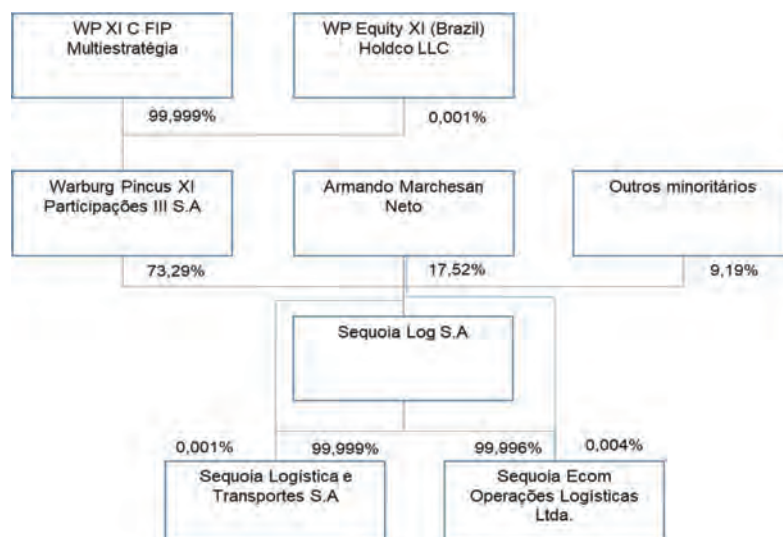 WP XI C FIP
Multiestratégia
WP Equity XI (Brazil)
Holdco LLC
99,999%
0,001%
Warburg Pincus XI
Participações III S.A
Armando Marchesan
Neto
Outros minoritários
73,29%
17,52%
9,19%
Sequoia Log S.A
0,001%
99,999%
99,996%
0,004%
Sequoia Logística e
Transportes S.A
Sequoia Ecom
Operações Logísticas
Ltda.